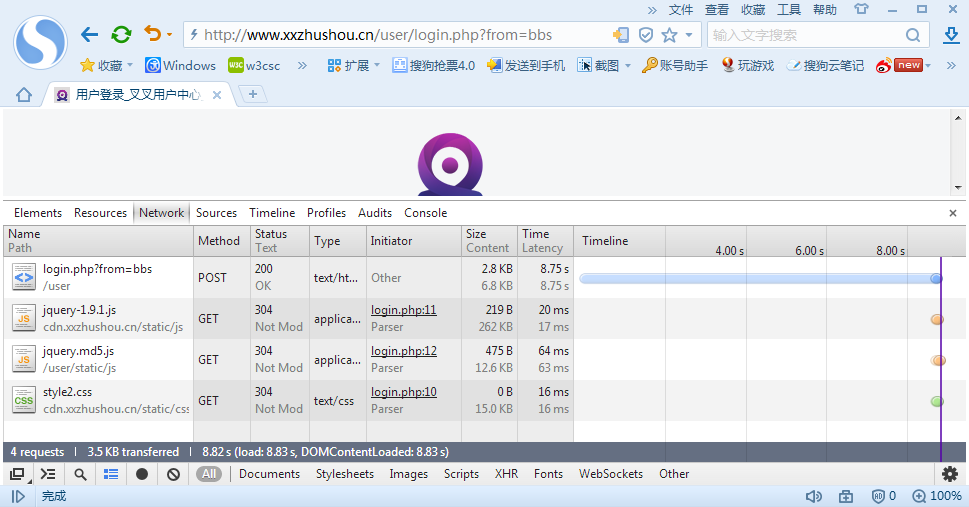 » 文件 查看 收藏 工具 帮助
http://www.xxzhushou.cn/user/login.php?from=bbs 输入文字搜索
收藏 Windows W3C w3csc » 扩展 搜狗抢票4.0 发送到手机 截图 账号助手 玩游戏 搜狗云笔记 new »
用户登录_叉叉用户中心
Elements Resources Network Sources Timeline Profiles Audits Console
Name Method Status Type Initiator Size Time Timeline
Path Text Content Latency 4.00 s 6.00 s 8.00 s
login.php?from=bbs POST 200 text/ht... Other 2.8 KB 8.75 s
/user OK 6.8 KB 8.75 s
JS jquery-1.9.1.js GET 304 applica... login.php:11 219 B 20 ms
cdn.xxzhushou.cn/static/js Not Mod Parser 262 KB 17 ms
JS jquery.md5.js GET 304 applica... login.php:12 475 B 64 ms
/user/static/js Not Mod Parser 12.6 KB 63 ms
CSS style2.css GET 304 text/css login.php:10 0 B 16 ms
cdn.xxzhushou.cn/static/css Not Mod Parser 15.0 KB 16 ms
4 requests | 3.5 KB transferred | 8.82 s (load: 8.83 s, DOMContentLoaded: 8.83 s)
All Documents Stylesheets Images Scripts XHR Fonts WebSockets Other
完成 AD 0 100%